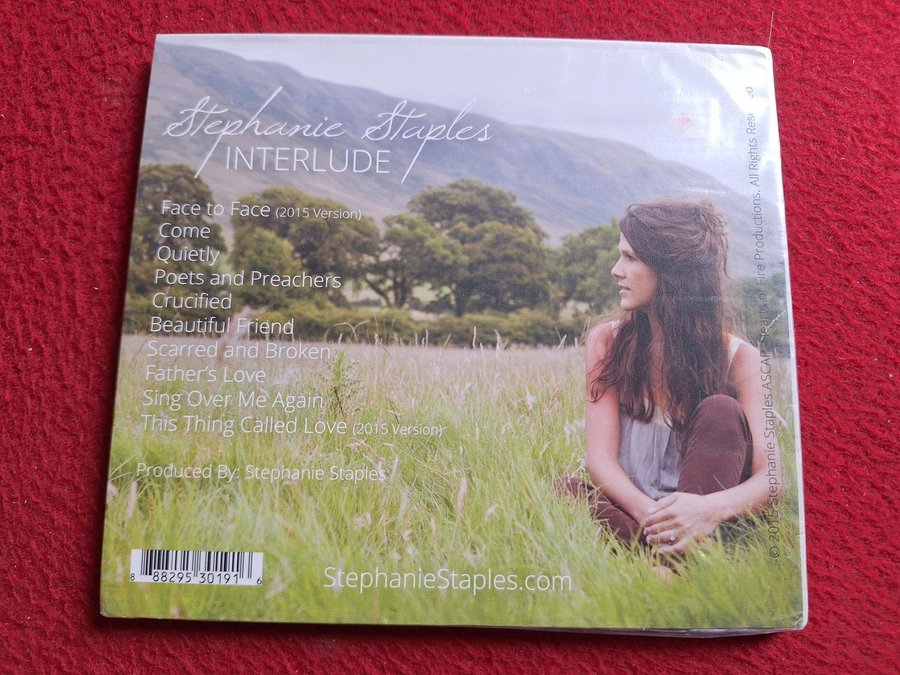 Stephanie Staples
INTERLUDE
Face to Face (2015 Version)
Come
Quietly
Poets and Preachers
Crucified
Beautiful Friend
Scarred and Broken
Father's Love
Sing Over Me Again
This Thing Called Love (2015 Version)
Produced By: Stephanie Staples
8 88295 30191 6
StephanieStaples.com
Stephanie Staples ASCAP. of Fire Productions. All Rights